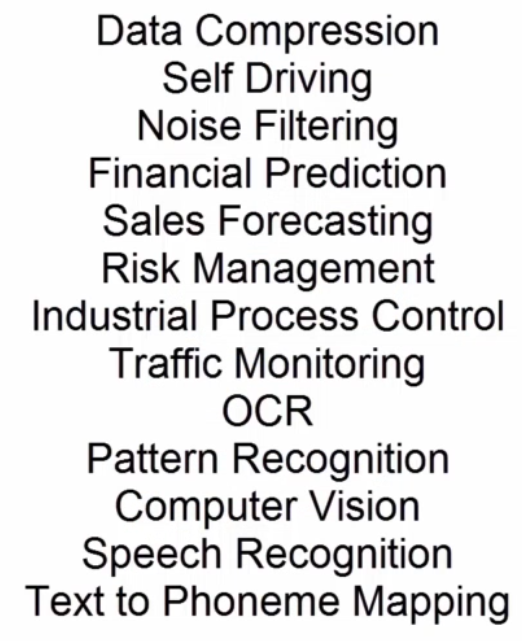 Data Compression
Self Driving
Noise Filtering
Financial Prediction
Sales Forecasting
Risk Management
Industrial Process Control
Traffic Monitoring
OCR
Pattern Recognition
Computer Vision
Speech Recognition
Text to Phoneme Mapping